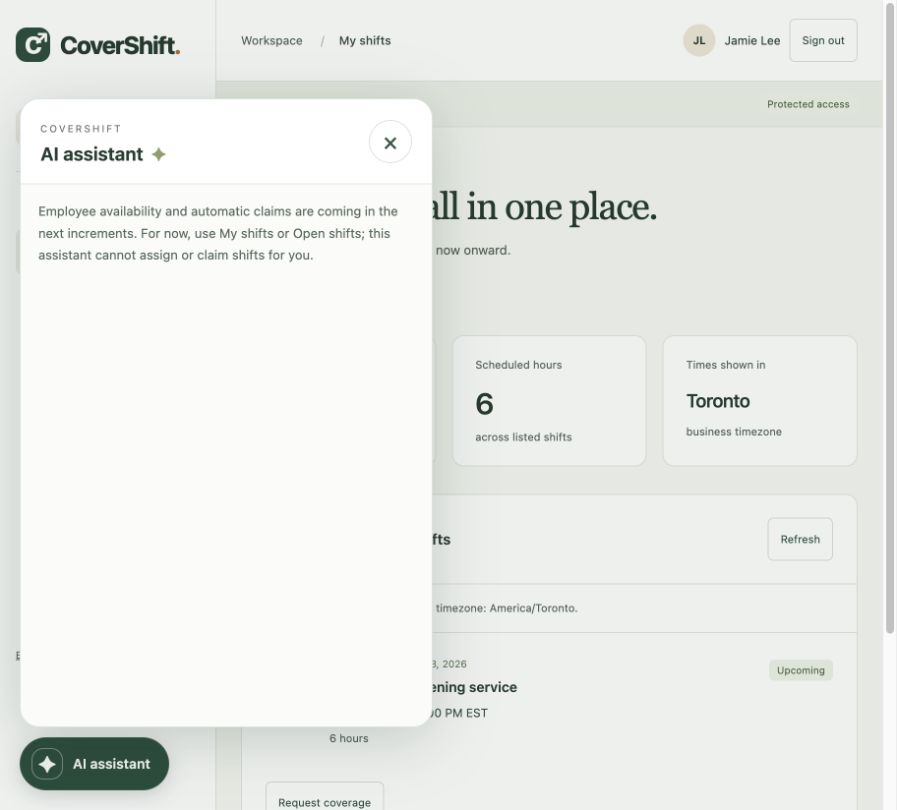 CoverShift.
Workspace / My shifts
JL Jamie Lee
Sign out
Protected access
COVERSHIFT
AI assistant
Employee availability and automatic claims are coming in the
next increments. For now, use My shifts or Open shifts; this
assistant cannot assign or claim shifts for you.
all in one place.
now onward.
Scheduled hours
6
across listed shifts
Times shown in
Toronto
business timezone
Refresh
timezone: America/Toronto.
, 2026
Upcoming
service
PM EST
6 hours
Request coverage
AI assistant